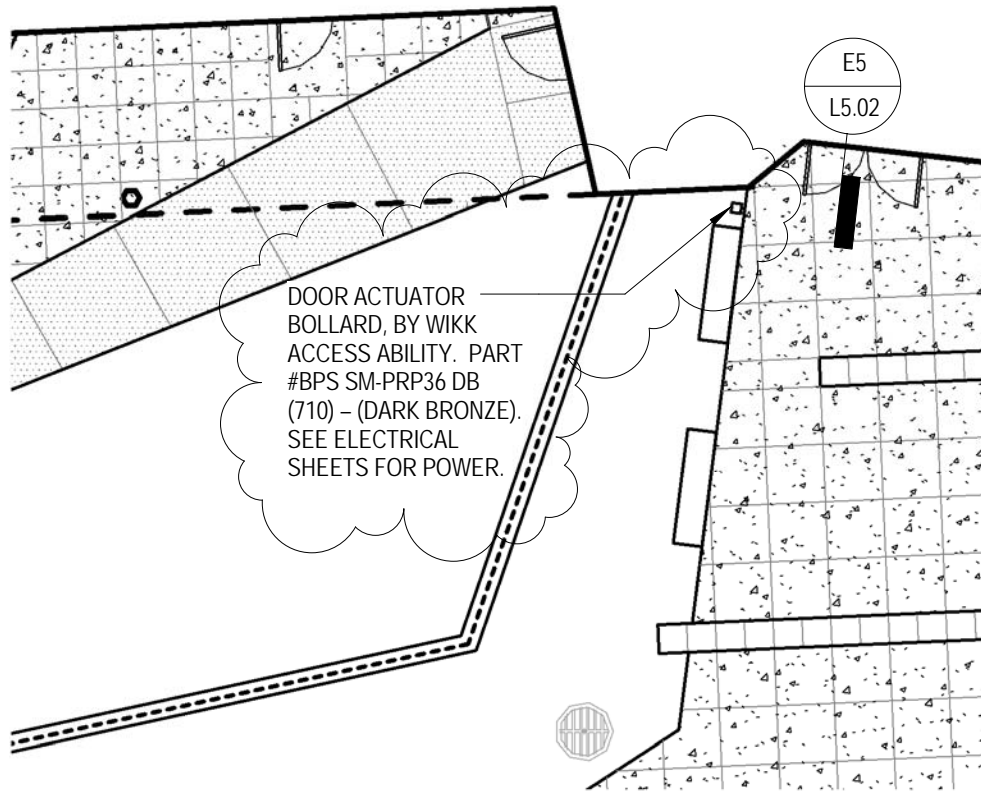 E5
L5.02
DOOR ACTUATOR
BOLLARD, BY WIKK
ACCESS ABILITY. PART
#BPS SM-PRP36 DB
(710) – (DARK BRONZE).
SEE ELECTRICAL
SHEETS FOR POWER.